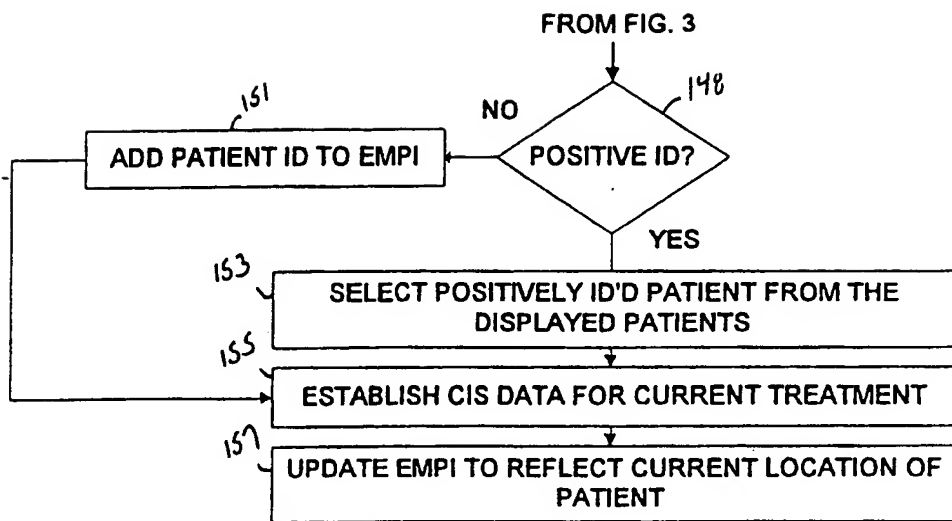 FROM FIG. 3
148
NO
POSITIVE ID?
151
ADD PATIENT ID TO EMPI
YES
153
SELECT POSITIVELY ID'D PATIENT FROM THE
DISPLAYED PATIENTS
155
ESTABLISH CIS DATA FOR CURRENT TREATMENT
157
UPDATE EMPI TO REFLECT CURRENT LOCATION OF
PATIENT